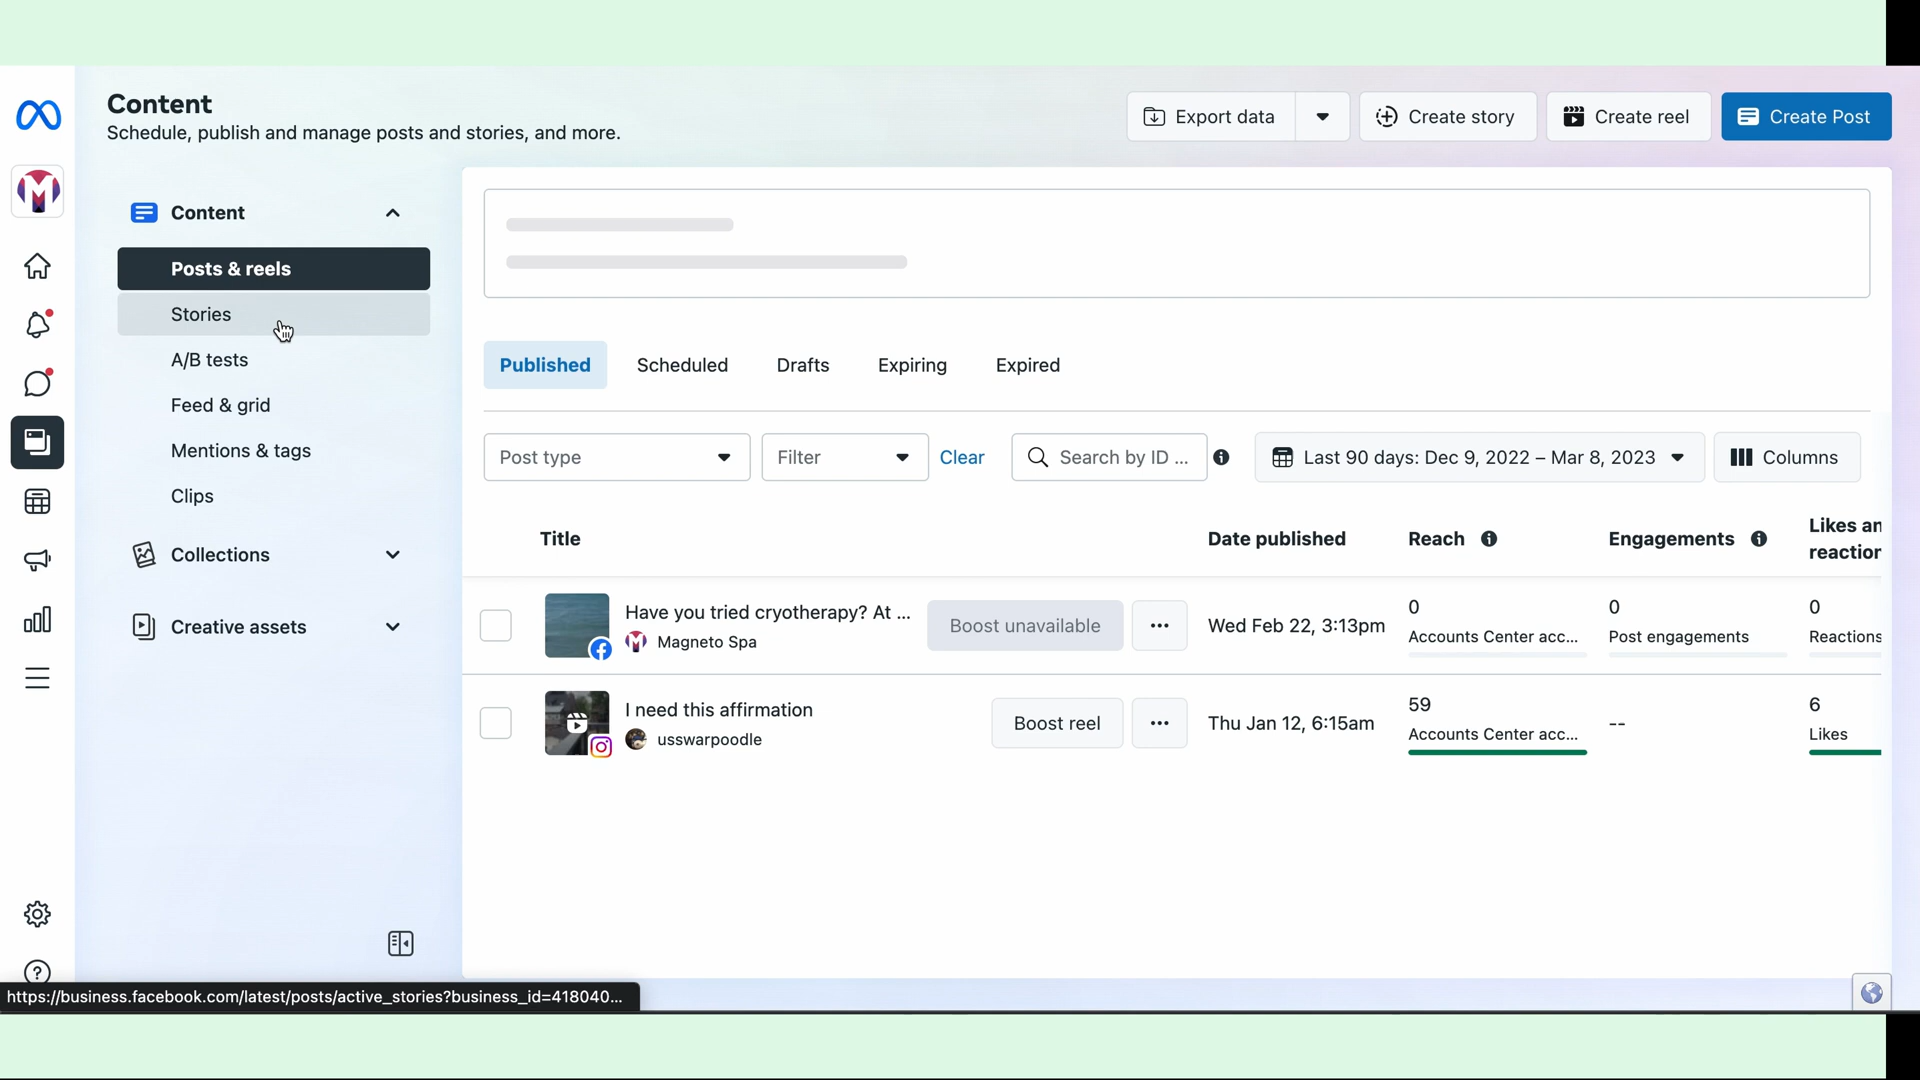 Content
Schedule, publish and manage posts and stories, and more.
Export data
Create story
Create reel
Create Post
Content
Posts & reels
Stories
A/B tests
Feed & grid
Mentions & tags
Clips
Collections
Creative assets
Published
Scheduled
Drafts
Expiring
Expired
Post type
Filter
Clear
Search by ID ...
Last 90 days: Dec 9, 2022 – Mar 8, 2023
Columns
Title
Date published
Reach
Engagements
Likes an
reaction
Have you tried cryotherapy? At ...
Magneto Spa
Boost unavailable
Wed Feb 22, 3:13pm
0
Accounts Center acc...
0
Post engagements
0
Reactions
I need this affirmation
usswarpoodle
Boost reel
Thu Jan 12, 6:15am
59
Accounts Center acc...
--
6
Likes
https://business.facebook.com/latest/posts/active_stories?business_id=418040...